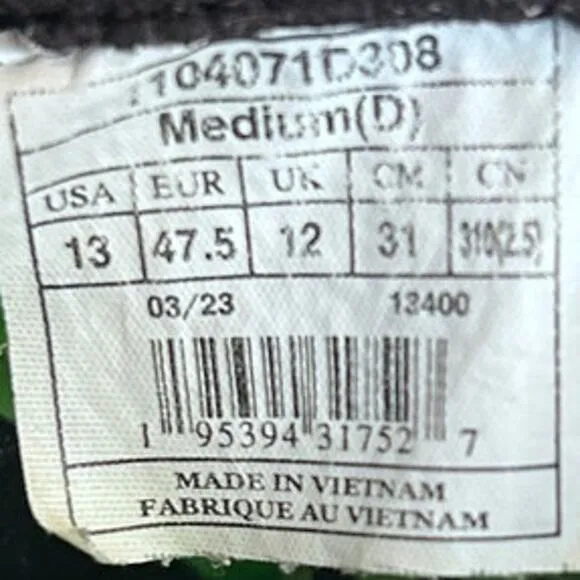 1104071D308
Medium(D)
USA EUR UK CM CN
13 47.5 12 31 310(2.5)
03/23 13400
1 95394 31752 7
MADE IN VIETNAM
FABRIQUE AU VIETNAM